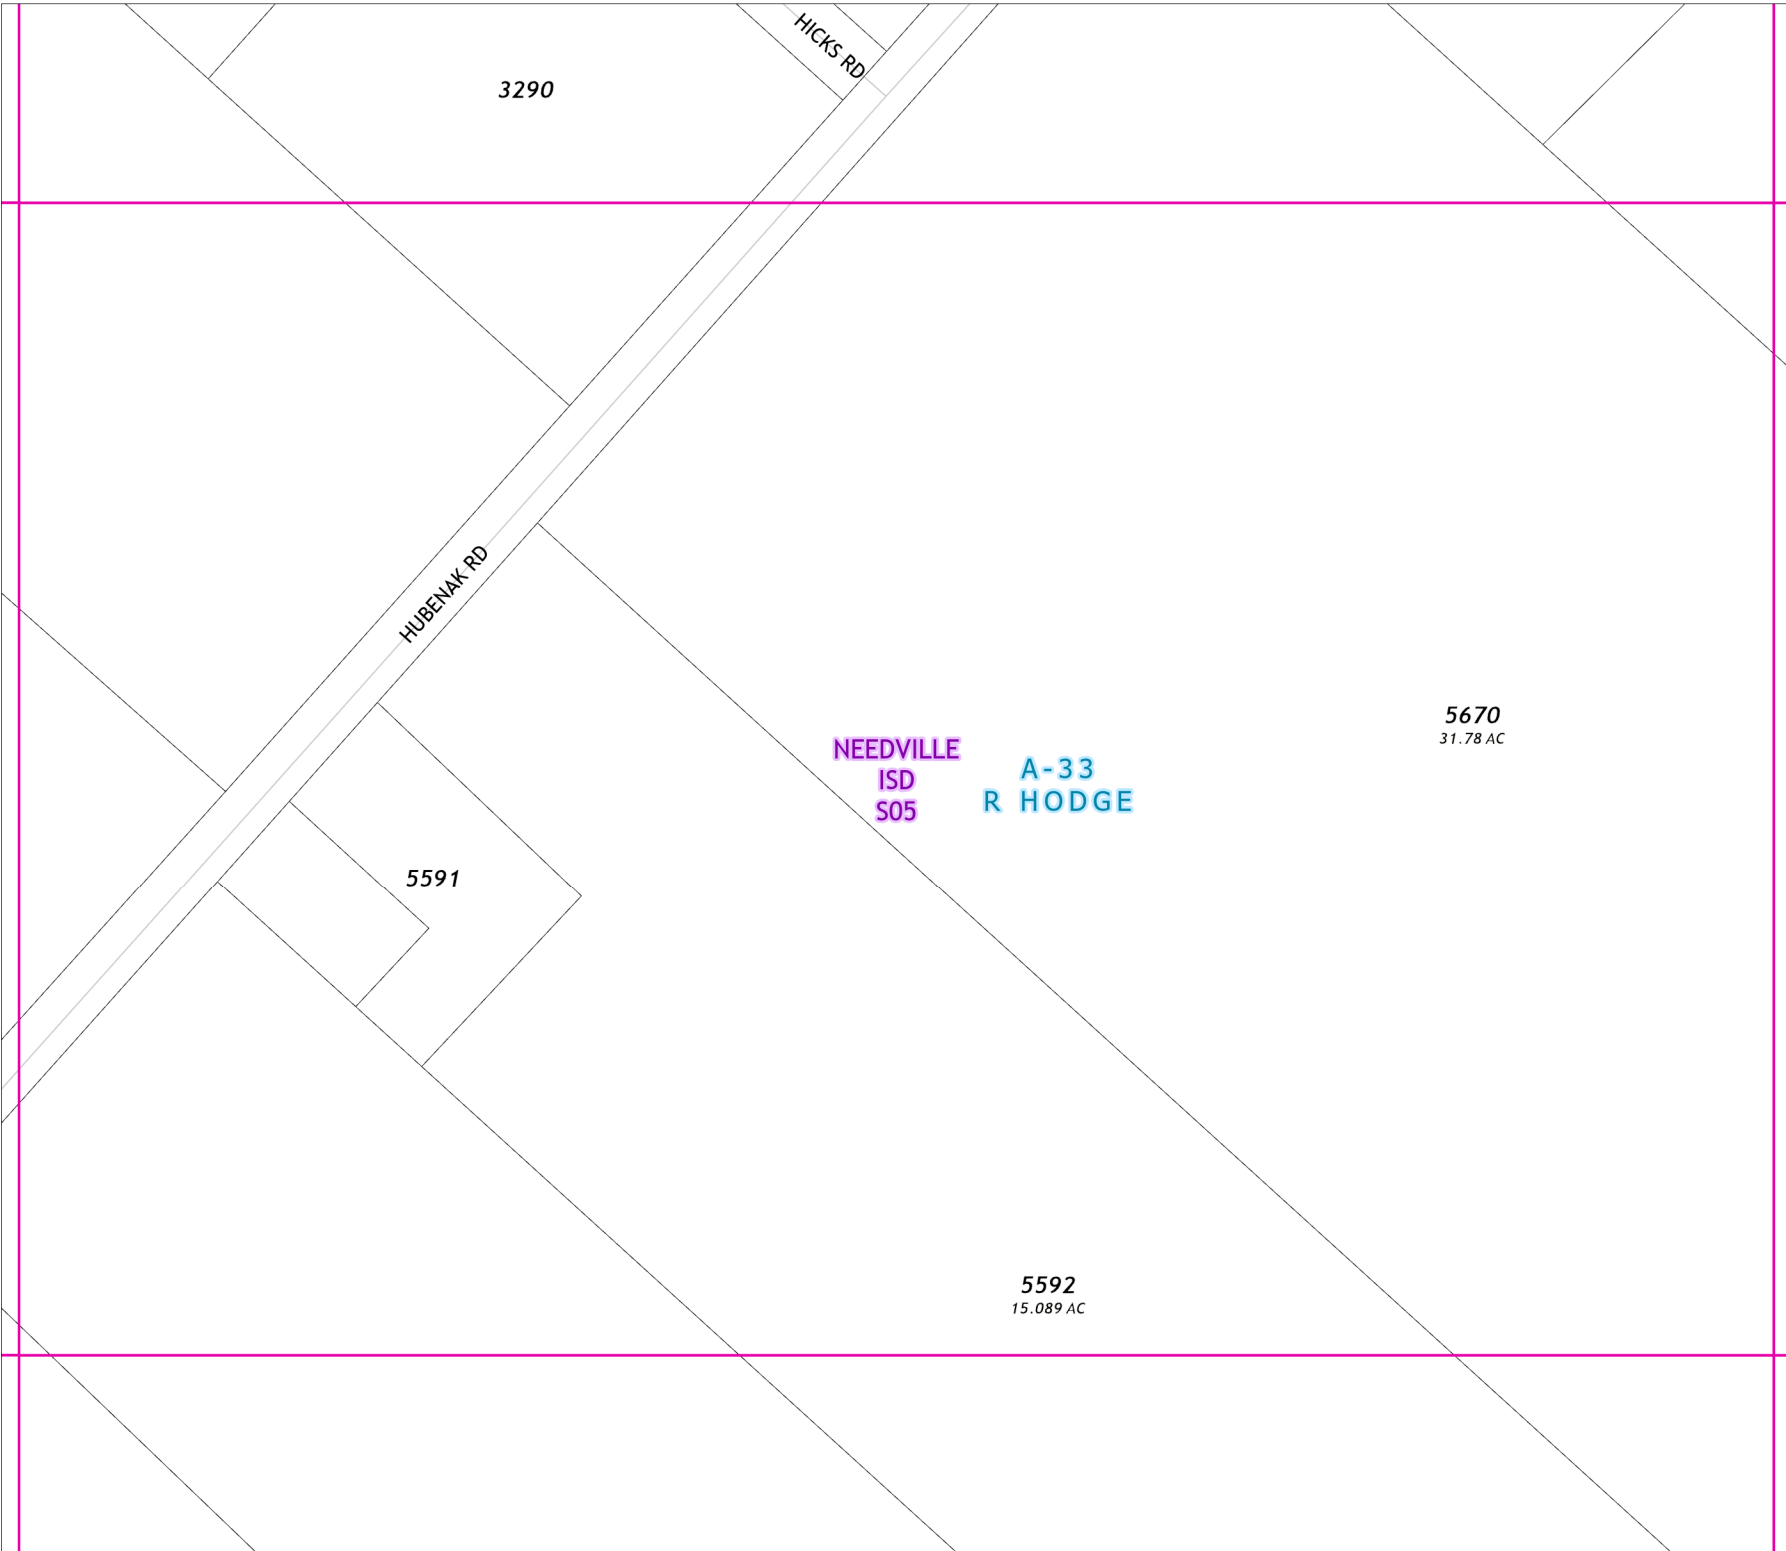 HICKS RD
3290
HUBENAK RD
5670
31.78 AC
NEEDVILLE
ISD
S05
A-33
R HODGE
5591
5592
15.089 AC